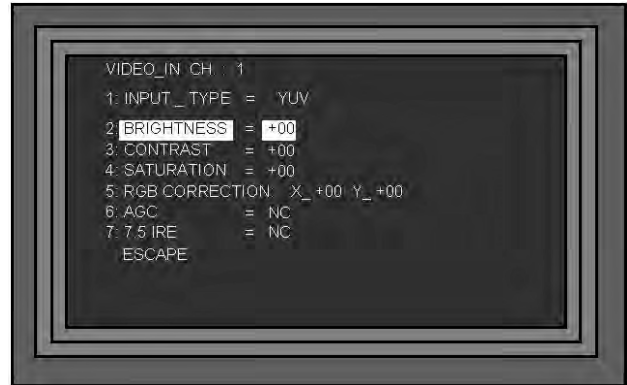 VIDEO_IN CH 1
1: INPUT_ TYPE = YUV
2: BRIGHTNESS = +00
3: CONTRAST = +00
4: SATURATION = +00
5: RGB CORRECTION X_ +00 Y_ +00
6: AGC = NC
7: 7.5 IRE = NC
ESCAPE